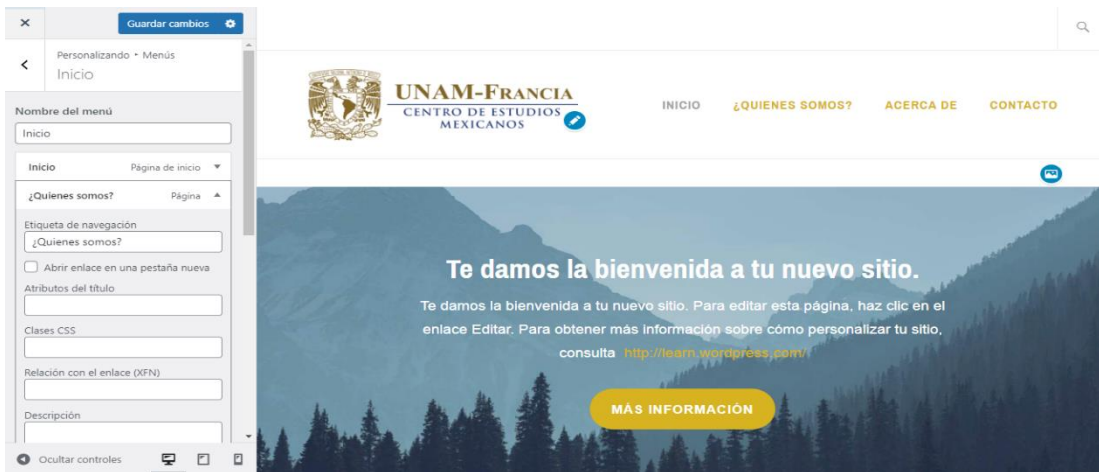 Guardar cambios
Personalizando ‣ Menús
Inicio
Nombre del menú
Inicio
Inicio Página de inicio
¿Quienes somos? Página
Etiqueta de navegación
¿Quienes somos?
Abrir enlace en una pestaña nueva
Atributos del título
Clases CSS
Relación con el enlace (XFN)
Descripción
Ocultar controles
UNAM-FRANCIA
CENTRO DE ESTUDIOS
MEXICANOS
INICIO ¿QUIENES SOMOS? ACERCA DE CONTACTO
Te damos la bienvenida a tu nuevo sitio.
Te damos la bienvenida a tu nuevo sitio. Para editar esta página, haz clic en el
enlace Editar. Para obtener más información sobre cómo personalizar tu sitio,
consulta http://learn.wordpress.com/
MÁS INFORMACIÓN